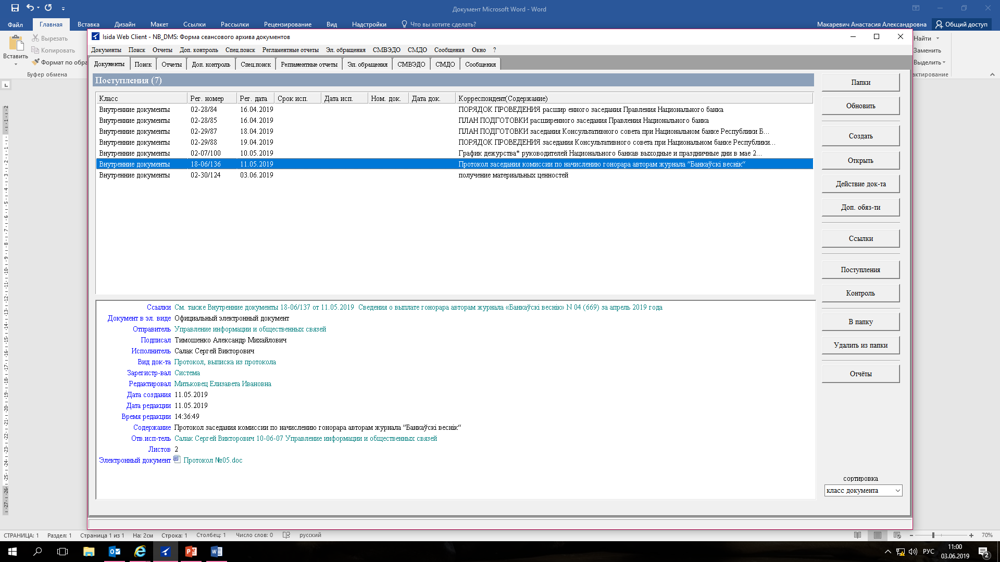 Документ Microsoft Word - Word
Файл Главная Вставка Дизайн Макет Ссылки Рассылки Рецензирование Вид Надстройки Что вы хотите сделать? Макаревич Анастасия Александровна Общий доступ
Вставить
Вырезать
Копировать
Формат по обра
Буфер обмена
Найти
Заменить
Выделить
актирование
Isida Web Client - NB_DMS: Форма сеансового архива документов
Документы Поиск Отчеты Доп. контроль Спец.поиск Регламентные отчеты Эл. обращения СМВЭДО СМДО Сообщения Окно ?
Документы Поиск Отчеты Доп. контроль Спец.поиск Регламентные отчеты Эл. обращения СМВЭДО СМДО Сообщения
Поступления (7)
Класс Рег. номер Рег. дата Срок исп. Дата исп. Ном. док. Дата док. Корреспондент(Содержание)
Внутренние документы 02-28/84 16.04.2019 ПОРЯДОК ПРОВЕДЕНИЯ расшир енного заседания Правления Национального банка
Внутренние документы 02-28/85 16.04.2019 ПЛАН ПОДГОТОВКИ расширенного заседания Правления Национального банка
Внутренние документы 02-29/87 18.04.2019 ПЛАН ПОДГОТОВКИ заседания Консультативного совета при Национальном банке Республики Б...
Внутренние документы 02-29/88 19.04.2019 ПОРЯДОК ПРОВЕДЕНИЯ заседания Консультативного совета при Национальном банке Республики...
Внутренние документы 02-07/100 10.05.2019 График дежурства* руководителей Национального банкав выходные и праздничные дни в мае 2...
Внутренние документы 18-06/136 11.05.2019 Протокол заседания комиссии по начислению гонорара авторам журнала ”Банкаўскі веснік“
Внутренние документы 02-30/124 03.06.2019 получение материальных ценностей
Ссылки См. также Внутренние документы 18-06/137 от 11.05.2019 Сведения о выплате гонорара авторам журнала «Банкаўскі веснік» N 04 (669) за апрель 2019 года
Документ в эл. виде Официальный электронный документ
Отправитель Управление информации и общественных связей
Подписал Тимошенко Александр Михайлович
Исполнитель Салак Сергей Викторович
Вид док-та Протокол, выписка из протокола
Зарегистр-вал Система
Редактировал Митьковец Елизавета Ивановна
Дата создания 11.05.2019
Дата редакции 11.05.2019
Время редакции 14:36:49
Содержание Протокол заседания комиссии по начислению гонорара авторам журнала ”Банкаўскі веснік“
Отв.исп-тель Салак Сергей Викторович 10-06-07 Управление информации и общественных связей
Листов 2
Электронный документ Протокол №05.doc
Папки
Обновить
Создать
Открыть
Действие док-та
Доп. обяз-ти
Ссылки
Поступления
Контроль
В папку
Удалить из папки
Отчёты
сортировка
класс документа
СТРАНИЦА: 1 Раздел: 1 Страница 1 из 1 На: 2см Строка: 1 Столбец: 1 Число слов: 0 русский 70%
РУС 11:00
03.06.2019 2